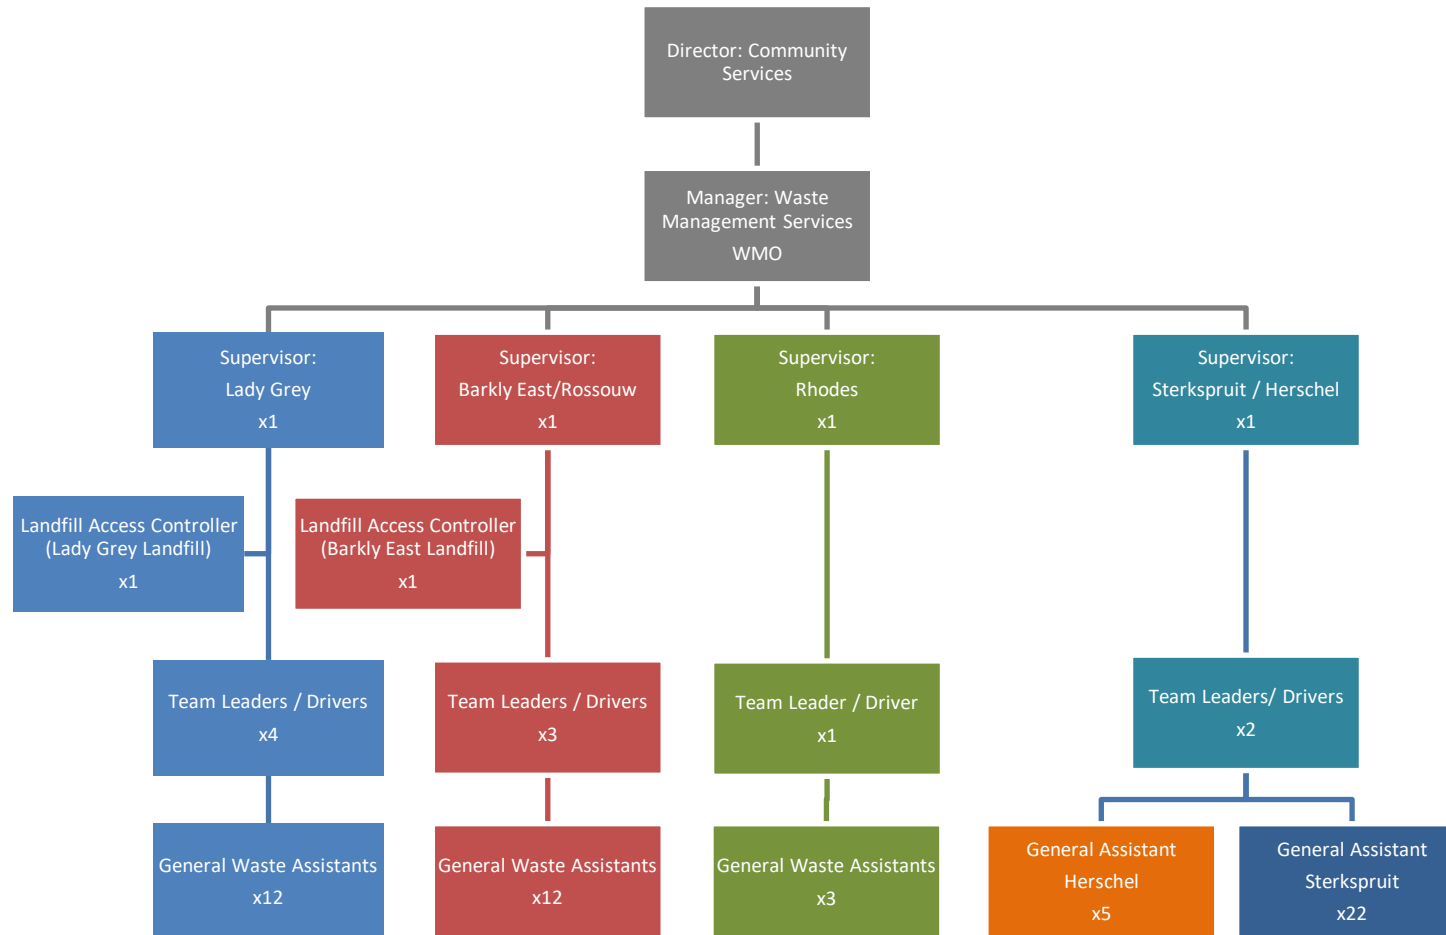 Director: Community
Services
Manager: Waste
Management Services
WMO
Supervisor:
Lady Grey
x1
Supervisor:
Barkly East/Rossouw
x1
Supervisor:
Rhodes
x1
Supervisor:
Sterkspruit / Herschel
x1
Landfill Access Controller
(Lady Grey Landfill)
x1
Landfill Access Controller
(Barkly East Landfill)
x1
Team Leaders / Drivers
x4
Team Leaders / Drivers
x3
Team Leader / Driver
x1
Team Leaders/ Drivers
x2
General Waste Assistants
x12
General Waste Assistants
x12
General Waste Assistants
x3
General Assistant
Herschel
x5
General Assistant
Sterkspruit
x22